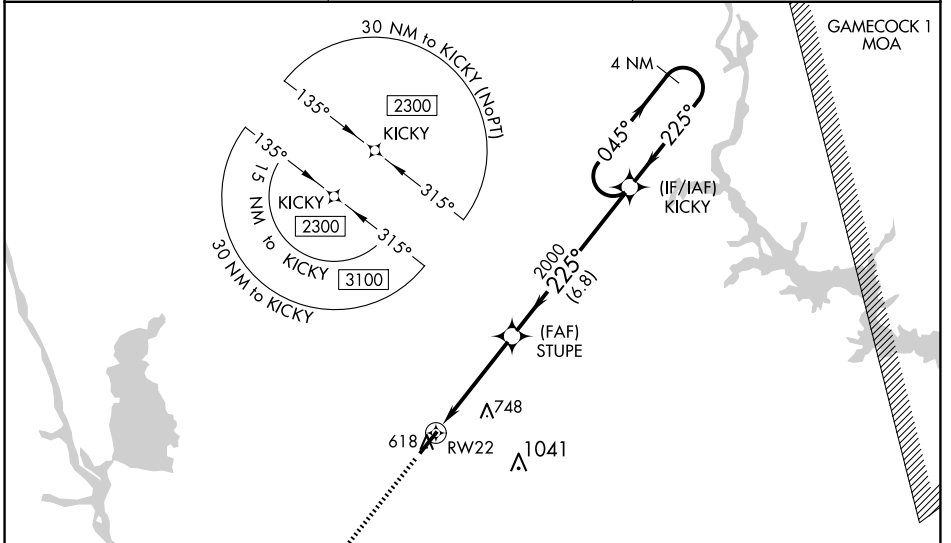 GAMECOCK 1
MOA
30 NM to KICKY (NoPT)
135°
2300
KICKY
315°
135°
KICKY
2300
315°
15 NM to KICKY
3100
30 NM to KICKY
4 NM
045°
225°
(IF/IAF)
KICKY
2000
225°
(6.8)
(FAF)
STUPE
748
618
RW22
1041